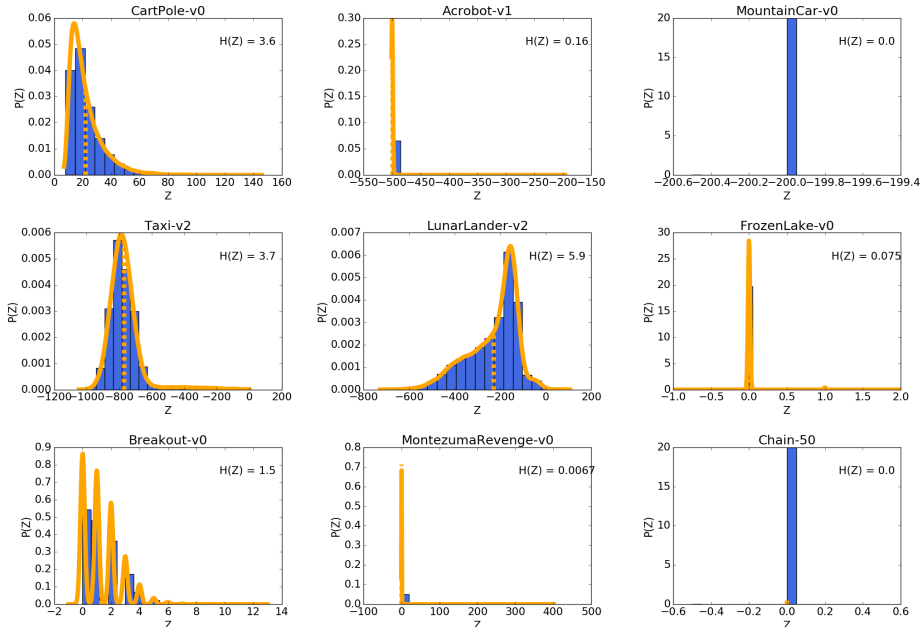 CartPole-v0
0.06
0.05
0.04
0.03
0.02
0.01
0.00
P(Z)
H(Z) = 3.6
0 20 40 60 80 100 120 140 160
Z
Acrobot-v1
0.30
0.25
0.20
0.15
0.10
0.05
0.00
P(Z)
H(Z) = 0.16
−550−500−450−400−350−300−250−200−150
Z
MountainCar-v0
20
15
10
5
0
P(Z)
H(Z) = 0.0
−200.6−200.4−200.2−200.0−199.8−199.6−199.4
Z
Taxi-v2
0.006
0.005
0.004
0.003
0.002
0.001
0.000
P(Z)
H(Z) = 3.7
−1200−1000−800 −600 −400 −200 0 200
Z
LunarLander-v2
0.007
0.006
0.005
0.004
0.003
0.002
0.001
0.000
P(Z)
H(Z) = 5.9
−800 −600 −400 −200 0 200
Z
FrozenLake-v0
30
25
20
15
10
5
0
P(Z)
H(Z) = 0.075
−1.0 −0.5 0.0 0.5 1.0 1.5 2.0
Z
Breakout-v0
0.9
0.8
0.7
0.6
0.5
0.4
0.3
0.2
0.1
0.0
P(Z)
H(Z) = 1.5
−2 0 2 4 6 8 10 12 14
Z
MontezumaRevenge-v0
0.8
0.7
0.6
0.5
0.4
0.3
0.2
0.1
0.0
P(Z)
H(Z) = 0.0067
−100 0 100 200 300 400 500
Z
Chain-50
20
15
10
5
0
P(Z)
H(Z) = 0.0
−0.6 −0.4 −0.2 0.0 0.2 0.4 0.6
Z